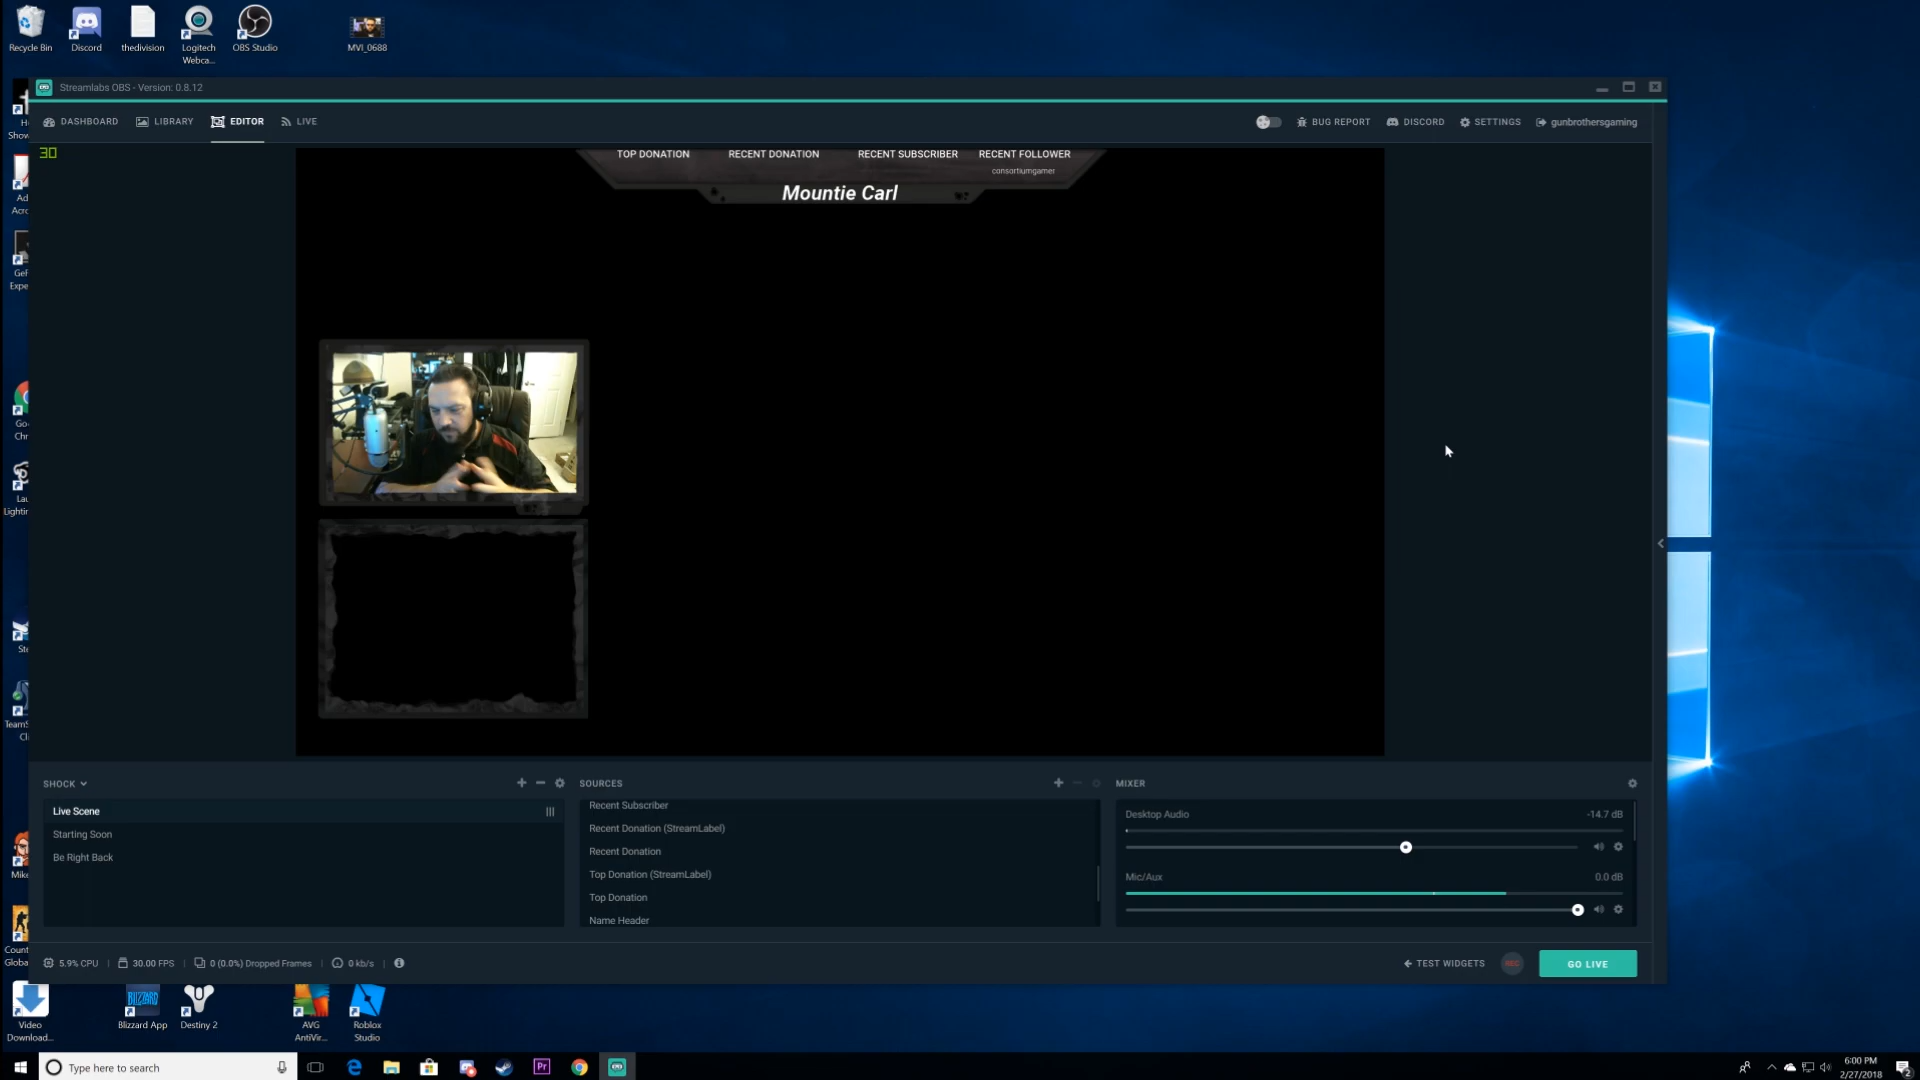 Recycle Bin
Discord
thedivision
Logitech
Webca...
OBS Studio
MVI_0688
Streamlabs OBS - Version: 0.8.12
DASHBOARD
LIBRARY
EDITOR
LIVE
BUG REPORT
DISCORD
SETTINGS
gunbrothersgaming
30
TOP DONATION
RECENT DONATION
RECENT SUBSCRIBER
RECENT FOLLOWER
consortiumgamer
Mountie Carl
SHOCK
Live Scene
Starting Soon
Be Right Back
SOURCES
Recent Subscriber
Recent Donation (StreamLabel)
Recent Donation
Top Donation (StreamLabel)
Top Donation
Name Header
MIXER
Desktop Audio
-14.7 dB
Mic/Aux
0.0 dB
5.9% CPU
30.00 FPS
0 (0.0%) Dropped Frames
0 kb/s
TEST WIDGETS
REC
GO LIVE
Video
Download...
Blizzard App
Destiny 2
AVG
AntiVir...
Roblox
Studio
Type here to search
6:00 PM
2/27/2018